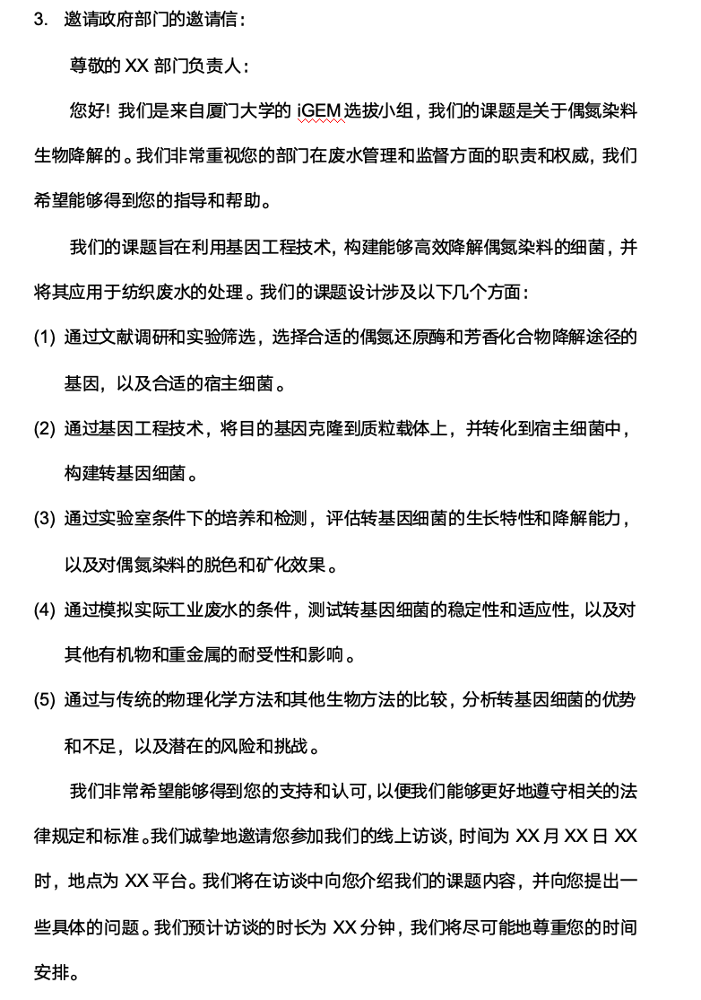 3. 邀请政府部门的邀请信：
尊敬的 XX 部门负责人：
您好！我们是来自厦门大学的 iGEM 选拔小组，我们的课题是关于偶氮染料
生物降解的。我们非常重视您的部门在废水管理和监督方面的职责和权威，我们
希望能够得到您的指导和帮助。
我们的课题旨在利用基因工程技术，构建能够高效降解偶氮染料的细菌，并
将其应用于纺织废水的处理。我们的课题设计涉及以下几个方面：
(1) 通过文献调研和实验筛选，选择合适的偶氮还原酶和芳香化合物降解途径的
基因，以及合适的宿主细菌。
(2) 通过基因工程技术，将目的基因克隆到质粒载体上，并转化到宿主细菌中，
构建转基因细菌。
(3) 通过实验室条件下的培养和检测，评估转基因细菌的生长特性和降解能力，
以及对偶氮染料的脱色和矿化效果。
(4) 通过模拟实际工业废水的条件，测试转基因细菌的稳定性和适应性，以及对
其他有机物和重金属的耐受性和影响。
(5) 通过与传统的物理化学方法和其他生物方法的比较，分析转基因细菌的优势
和不足，以及潜在的风险和挑战。
我们非常希望能够得到您的支持和认可，以便我们能够更好地遵守相关的法
律规定和标准。我们诚挚地邀请您参加我们的线上访谈，时间为 XX 月 XX 日 XX
时，地点为 XX 平台。我们将在访谈中向您介绍我们的课题内容，并向您提出一
些具体的问题。我们预计访谈的时长为 XX 分钟，我们将尽可能地尊重您的时间
安排。